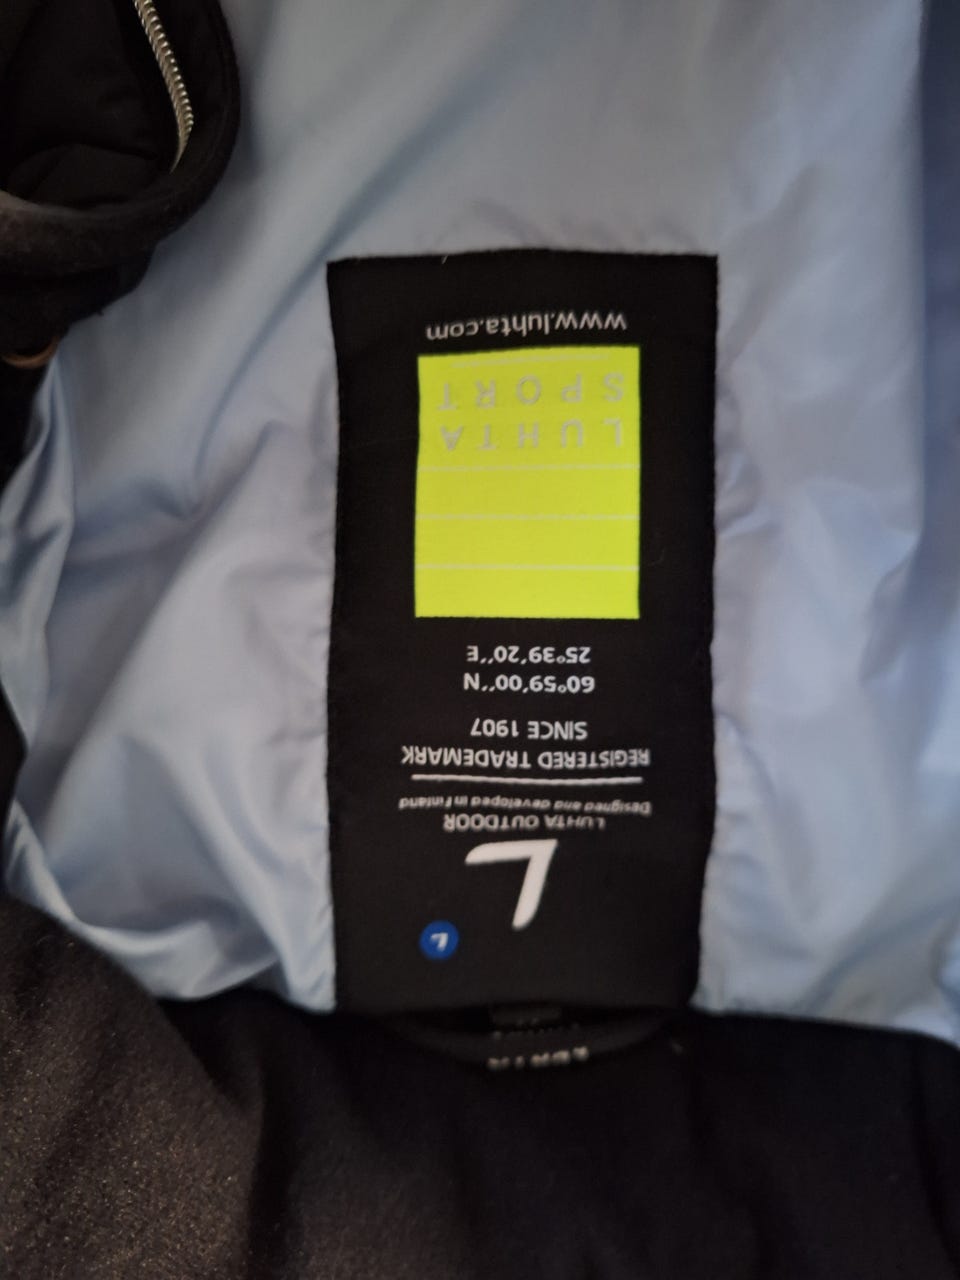 L
LUHTA OUTDOOR
Designed and developed in Finland
REGISTERED TRADEMARK
SINCE 1907
60°59'00''N
25°39'20''E
LUHTA
SPORT
www.luhta.com